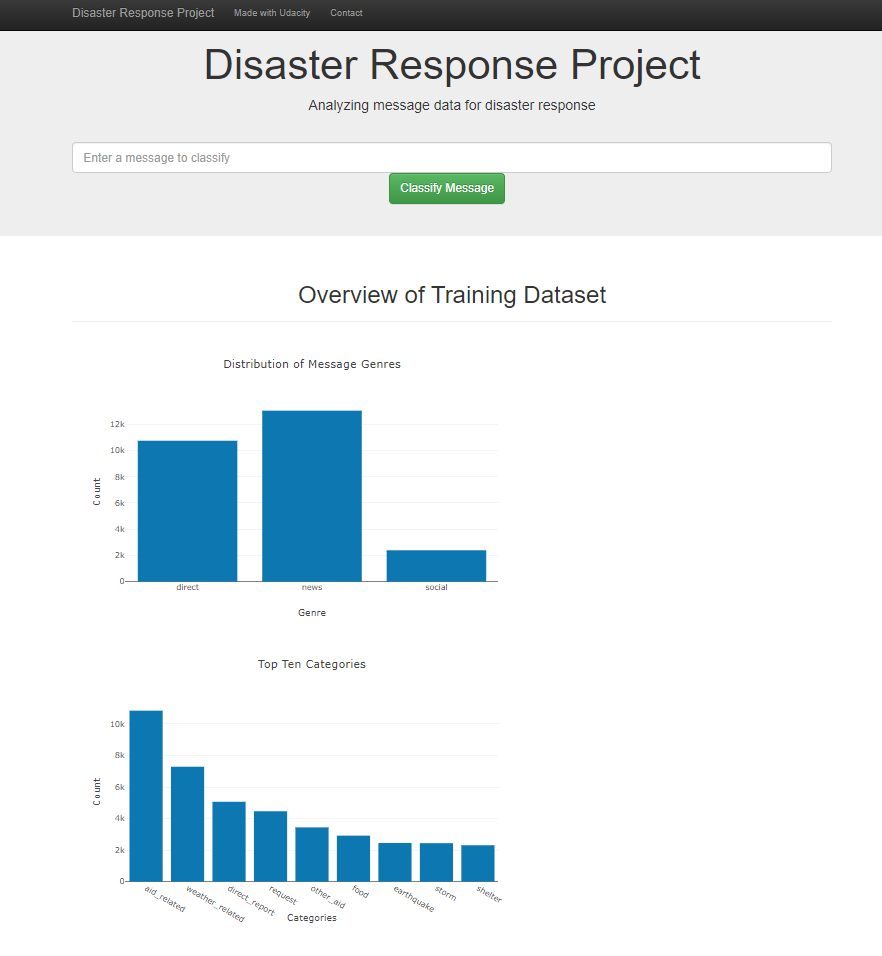 Disaster Response Project Made with Udacity Contact
Disaster Response Project
Analyzing message data for disaster response
Enter a message to classify
Classify Message
Overview of Training Dataset
Distribution of Message Genres
12k
10k
8k
6k
4k
2k
0
Count
direct news social
Genre
Top Ten Categories
10k
8k
6k
4k
2k
0
Count
aid_related weather_related direct_report request other_aid food earthquake storm shelter
Categories